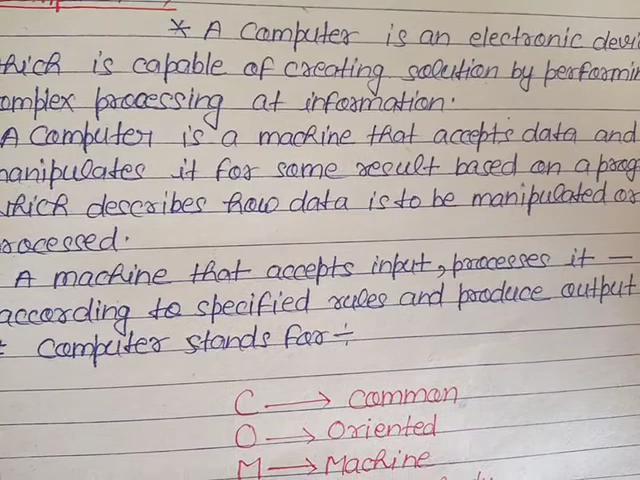 * A Computer is an electronic devi
hich is capable of creating solution by performin
omplex processing at information.
A Computer is a machine that accepts data and
anipulates it for some result based on a prog
which describes how data is to be manipulated or
rocessed.
A machine that accepts input, processes it —
according to specified rules and produce output
Computer stands for ÷
C → Common
O → Oriented
M → Machine